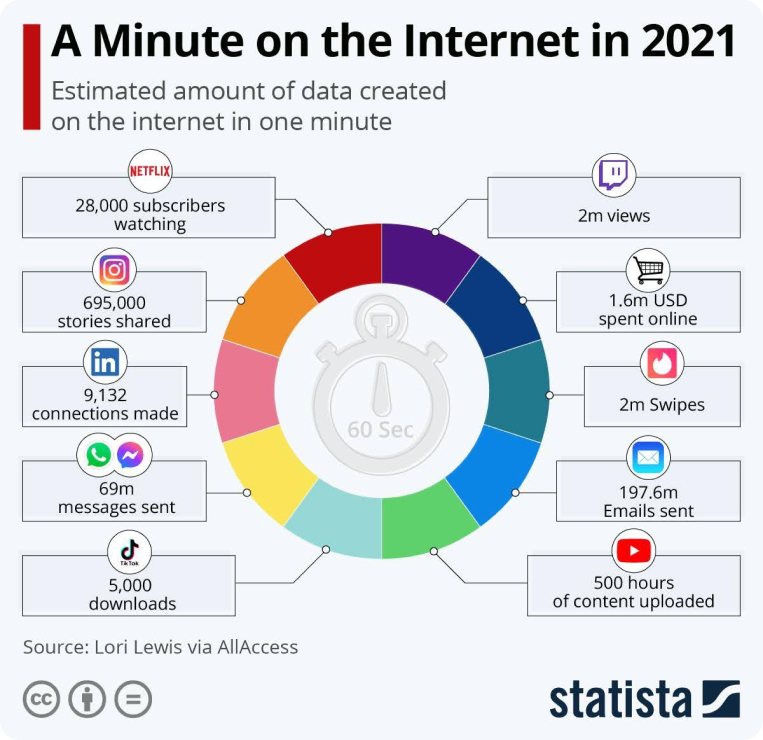 A Minute on the Internet in 2021
Estimated amount of data created
on the internet in one minute
NETFLIX
28,000 subscribers
watching
2m views
695,000
stories shared
1.6m USD
spent online
in
9,132
connections made
2m Swipes
60 Sec
69m
messages sent
197.6m
Emails sent
TikTok
5,000
downloads
500 hours
of content uploaded
Source: Lori Lewis via AllAccess
cc
statista